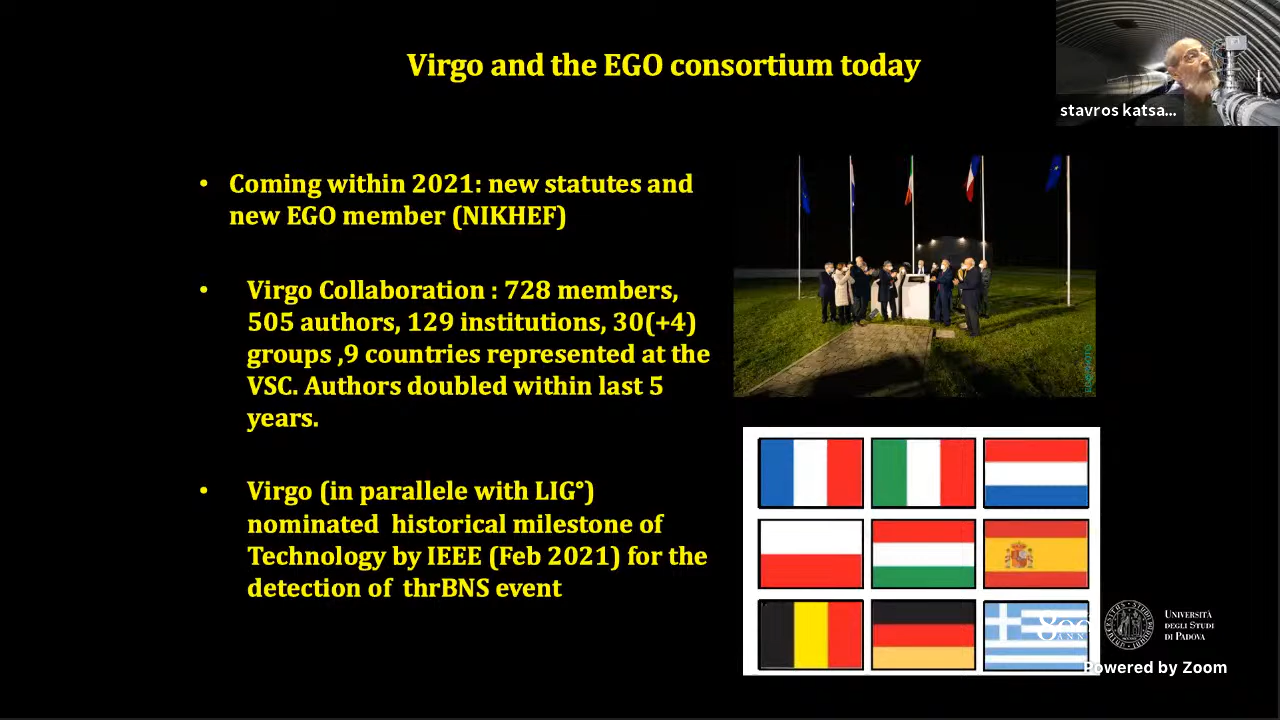 Virgo and the EGO consortium today
stavros katsa...
• Coming within 2021: new statutes and
new EGO member (NIKHEF)
• Virgo Collaboration : 728 members,
505 authors, 129 institutions, 30(+4)
groups ,9 countries represented at the
VSC. Authors doubled within last 5
years.
• Virgo (in parallele with LIG°)
nominated historical milestone of
Technology by IEEE (Feb 2021) for the
detection of thrBNS event
UNIVERSITÀ
DEGLI STUDI
DI PADOVA
Powered by Zoom